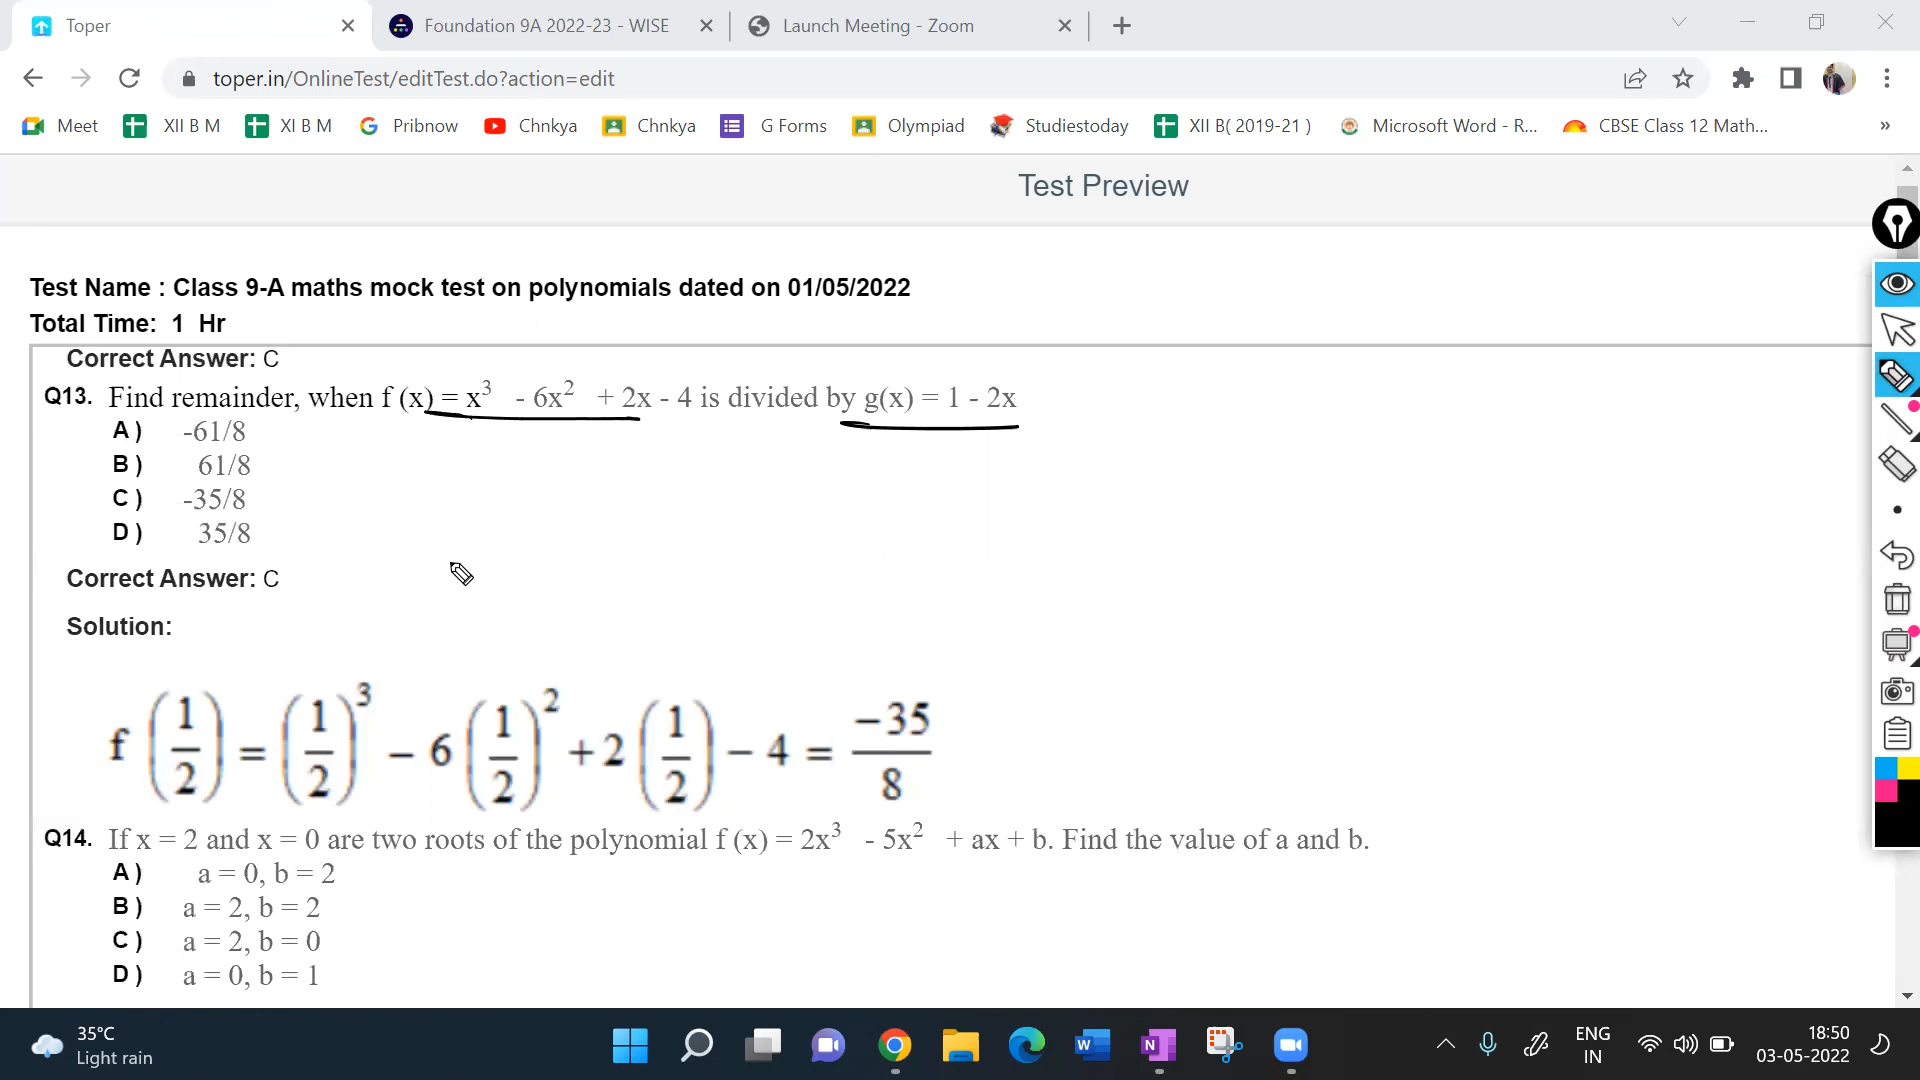 Toper
Foundation 9A 2022-23 - WISE
Launch Meeting - Zoom
toper.in/OnlineTest/editTest.do?action=edit
Meet XII B M XI B M Pribnow Chnkya Chnkya G Forms Olympiad Studiestoday XII B( 2019-21 ) Microsoft Word - R... CBSE Class 12 Math... »
Test Preview
Test Name : Class 9-A maths mock test on polynomials dated on 01/05/2022
Total Time: 1 Hr
Correct Answer: C
Q13. Find remainder, when f (x) = x³ - 6x² + 2x - 4 is divided by g(x) = 1 - 2x
A ) -61/8
B ) 61/8
C ) -35/8
D ) 35/8
Correct Answer: C
Solution:
f (1/2) = (1/2)³ − 6 (1/2)² + 2 (1/2) − 4 = −35/8
Q14. If x = 2 and x = 0 are two roots of the polynomial f (x) = 2x³ - 5x² + ax + b. Find the value of a and b.
A ) a = 0, b = 2
B ) a = 2, b = 2
C ) a = 2, b = 0
D ) a = 0, b = 1
35°C
Light rain
ENG
IN
18:50
03-05-2022